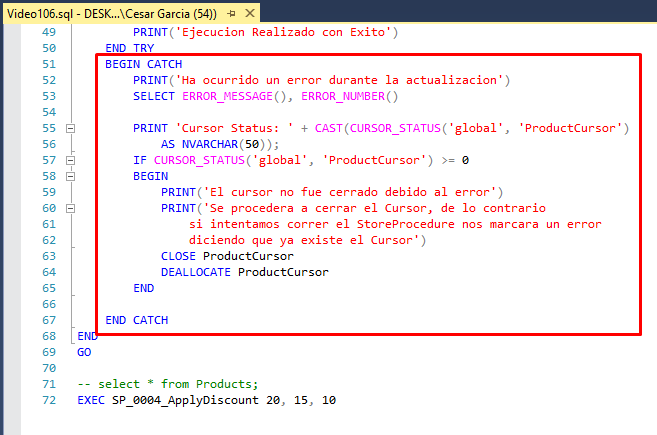 Video106.sql - DESK...\Cesar Garcia (54))
49 PRINT('Ejecucion Realizado con Exito')
50 END TRY
51 BEGIN CATCH
52 PRINT('Ha ocurrido un error durante la actualizacion')
53 SELECT ERROR_MESSAGE(), ERROR_NUMBER()
54
55 PRINT 'Cursor Status: ' + CAST(CURSOR_STATUS('global', 'ProductCursor')
56 AS NVARCHAR(50));
57 IF CURSOR_STATUS('global', 'ProductCursor') >= 0
58 BEGIN
59 PRINT('El cursor no fue cerrado debido al error')
60 PRINT('Se procedera a cerrar el Cursor, de lo contrario
61 si intentamos correr el StoreProcedure nos marcara un error
62 diciendo que ya existe el Cursor')
63 CLOSE ProductCursor
64 DEALLOCATE ProductCursor
65 END
66
67 END CATCH
68 END
69 GO
70
71 -- select * from Products;
72 EXEC SP_0004_ApplyDiscount 20, 15, 10